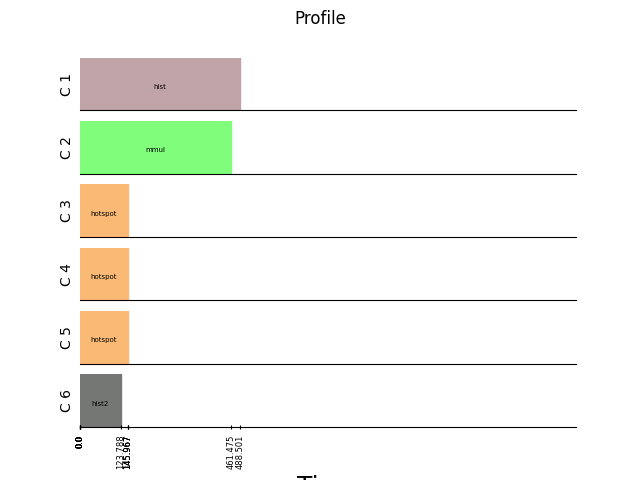 Profile
C 1
hist
C 2
mmul
C 3
hotspot
C 4
hotspot
C 5
hotspot
C 6
hist2
0.0
123.788
461.475
488.501